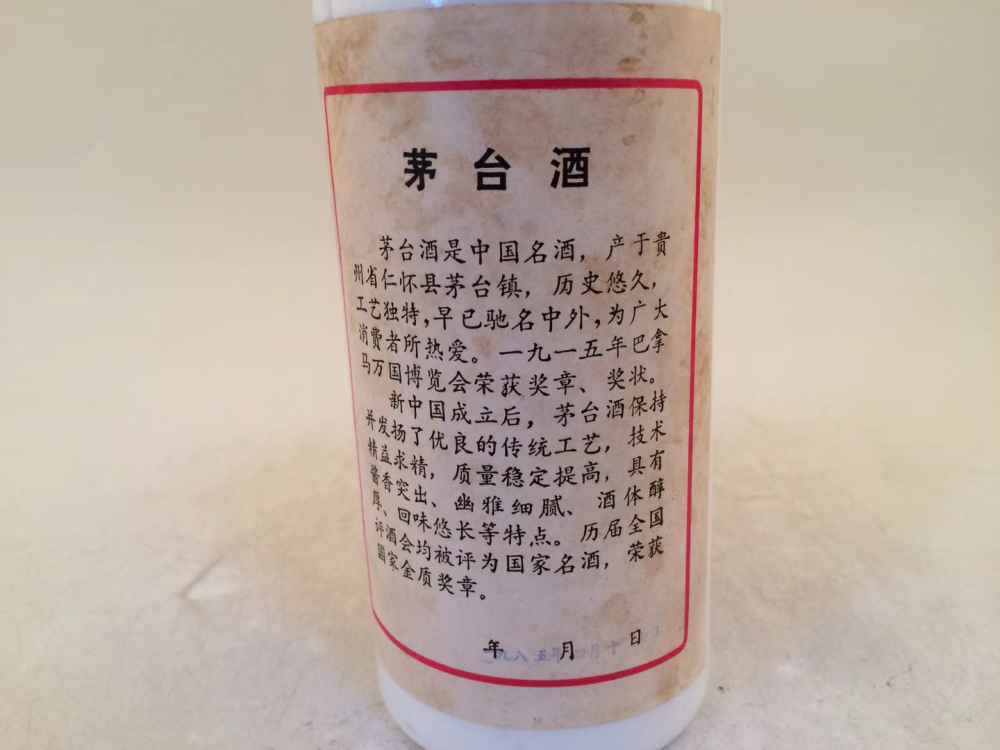 茅台酒
茅台酒是中国名酒，产于贵
州省仁怀县茅台镇，历史悠久，
工艺独特，早已驰名中外，为广大
消费者所热爱。一九一五年巴拿
马万国博览会荣获奖章、奖状。
新中国成立后，茅台酒保持
并发扬了优良的传统工艺，技术
精益求精，质量稳定提高，具有
酱香突出、幽雅细腻、酒体醇
厚、回味悠长等特点。历届全国
评酒会均被评为国家名酒，荣获
国家金质奖章。
年 月 日
九八五年四月十